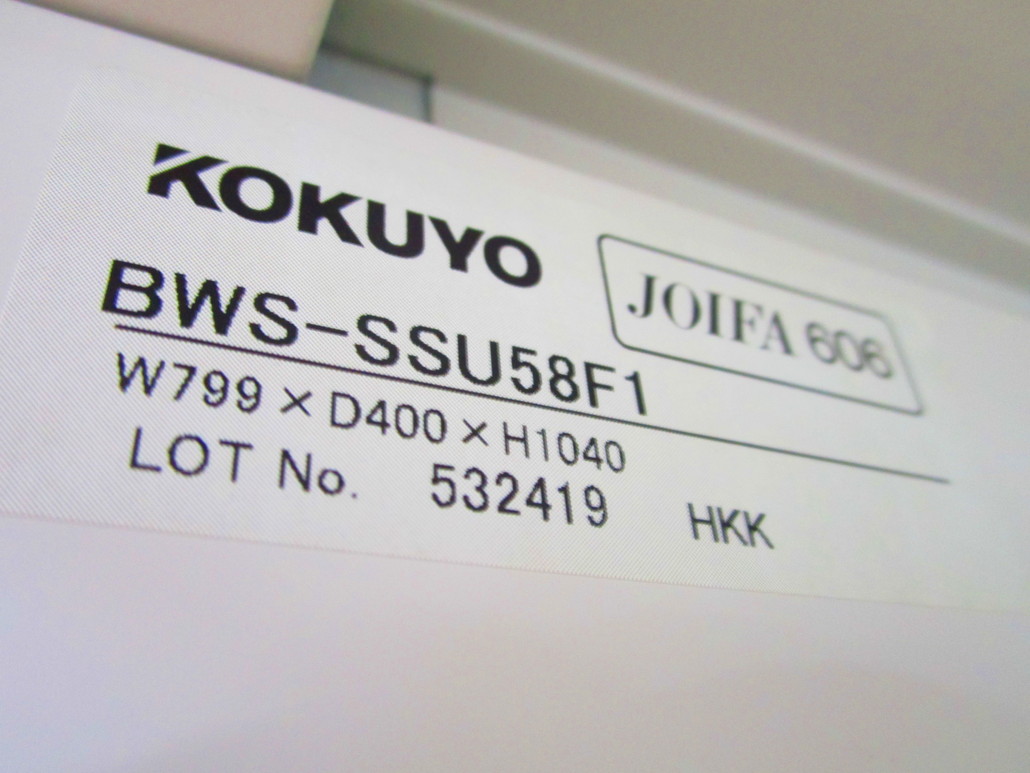 KOKUYO
JOIFA 606
BWS-SSU58F1
W799×D400×H1040
LOT No. 532419 HKK